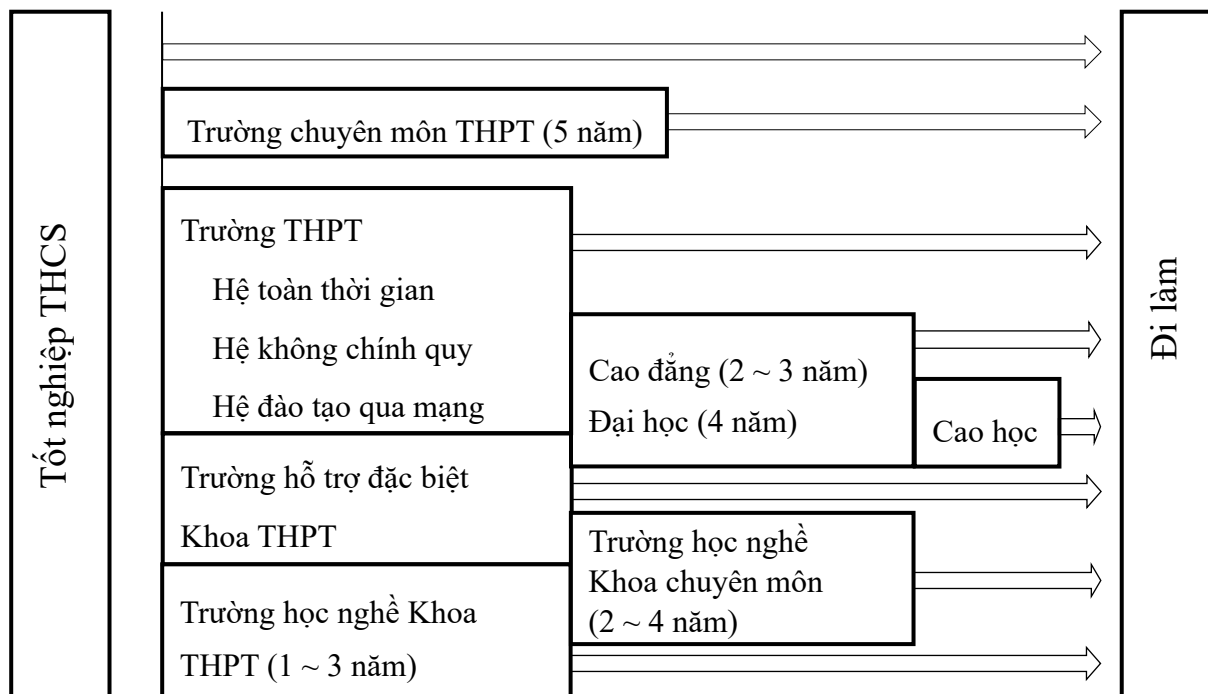 Tốt nghiệp THCS
Trường chuyên môn THPT (5 năm)
Trường THPT
Hệ toàn thời gian
Hệ không chính quy
Hệ đào tạo qua mạng
Cao đẳng (2 ~ 3 năm)
Đại học (4 năm)
Cao học
Trường hỗ trợ đặc biệt
Khoa THPT
Trường học nghề
Khoa chuyên môn
(2 ~ 4 năm)
Trường học nghề Khoa
THPT (1 ~ 3 năm)
Đi làm